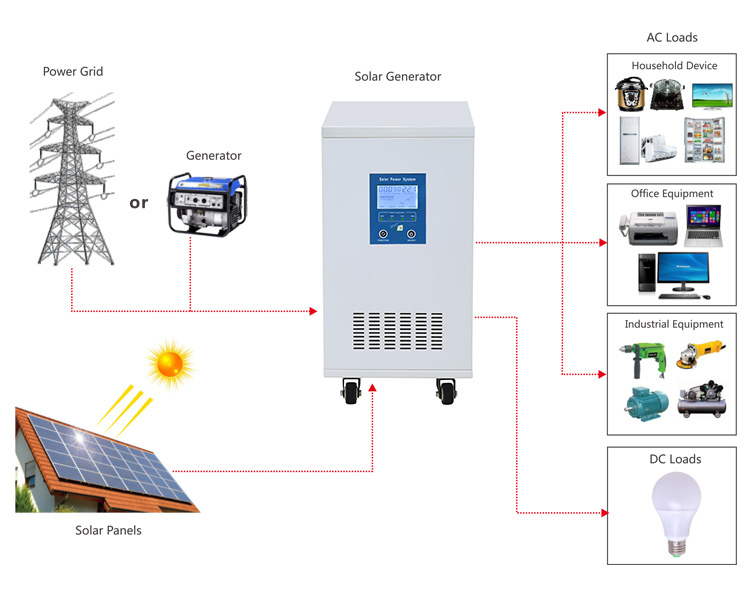 AC Loads
Power Grid
Solar Generator
Household Device
Generator
or
Solar Power System
Office Equipment
Industrial Equipment
DC Loads
Solar Panels